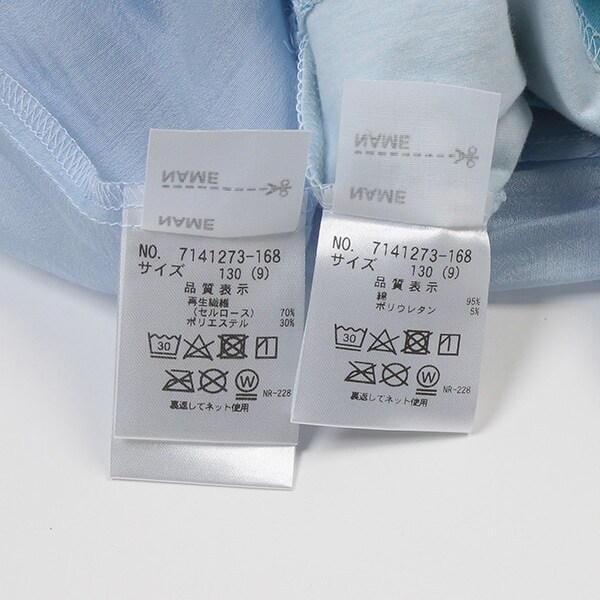 NAME
NAME
NO. 7141273-168
サイズ 130 (9)
品質表示
再生繊維
(セルロース) 70%
ポリエステル 30%
30
W
NR-228
裏返してネット使用
NAME
NAME
NO. 7141273-168
サイズ 130 (9)
品質表示
綿 95%
ポリウレタン 5%
30
W
NR-228
裏返してネット使用